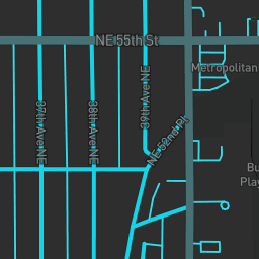 NE 55th St
Metropolitan
37th Ave NE
38th Ave NE
39th Ave NE
NE 52nd Pl
Bu
Play